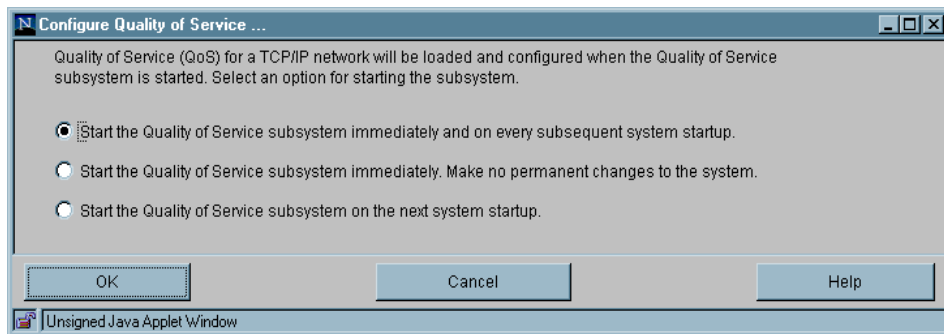 N Configure Quality of Service ...
Quality of Service (QoS) for a TCP/IP network will be loaded and configured when the Quality of Service
subsystem is started. Select an option for starting the subsystem.
Start the Quality of Service subsystem immediately and on every subsequent system startup.
Start the Quality of Service subsystem immediately. Make no permanent changes to the system.
Start the Quality of Service subsystem on the next system startup.
OK Cancel Help
Unsigned Java Applet Window